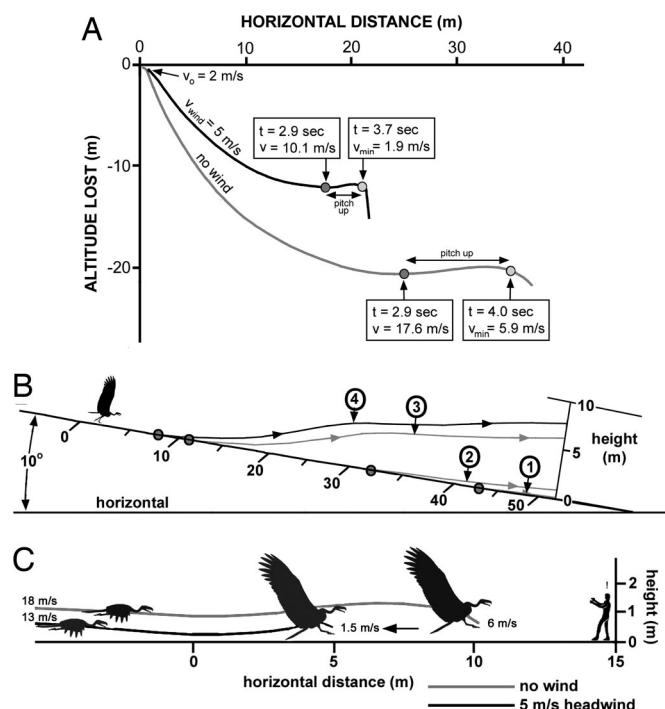 A
HORIZONTAL DISTANCE (m)
0 10 20 30 40
ALTITUDE LOST (m)
0
-10
-20
vo = 2 m/s
vwind = 5 m/s
no wind
t = 2.9 sec
v = 10.1 m/s
t = 3.7 sec
vmin= 1.9 m/s
pitch
up
pitch up
t = 2.9 sec
v = 17.6 m/s
t = 4.0 sec
vmin= 5.9 m/s
B
10°
horizontal
0 10 20 30 40 50
4 3 2 1
10
5
0
height
(m)
C
18 m/s
13 m/s
1.5 m/s
6 m/s
!
2
1
0
height (m)
0 5 10 15
horizontal distance (m)
no wind
5 m/s headwind